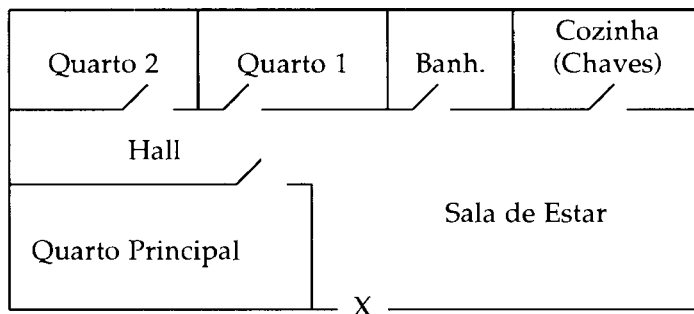 Quarto 2
Quarto 1
Banh.
Cozinha
(Chaves)
Hall
Sala de Estar
Quarto Principal
X